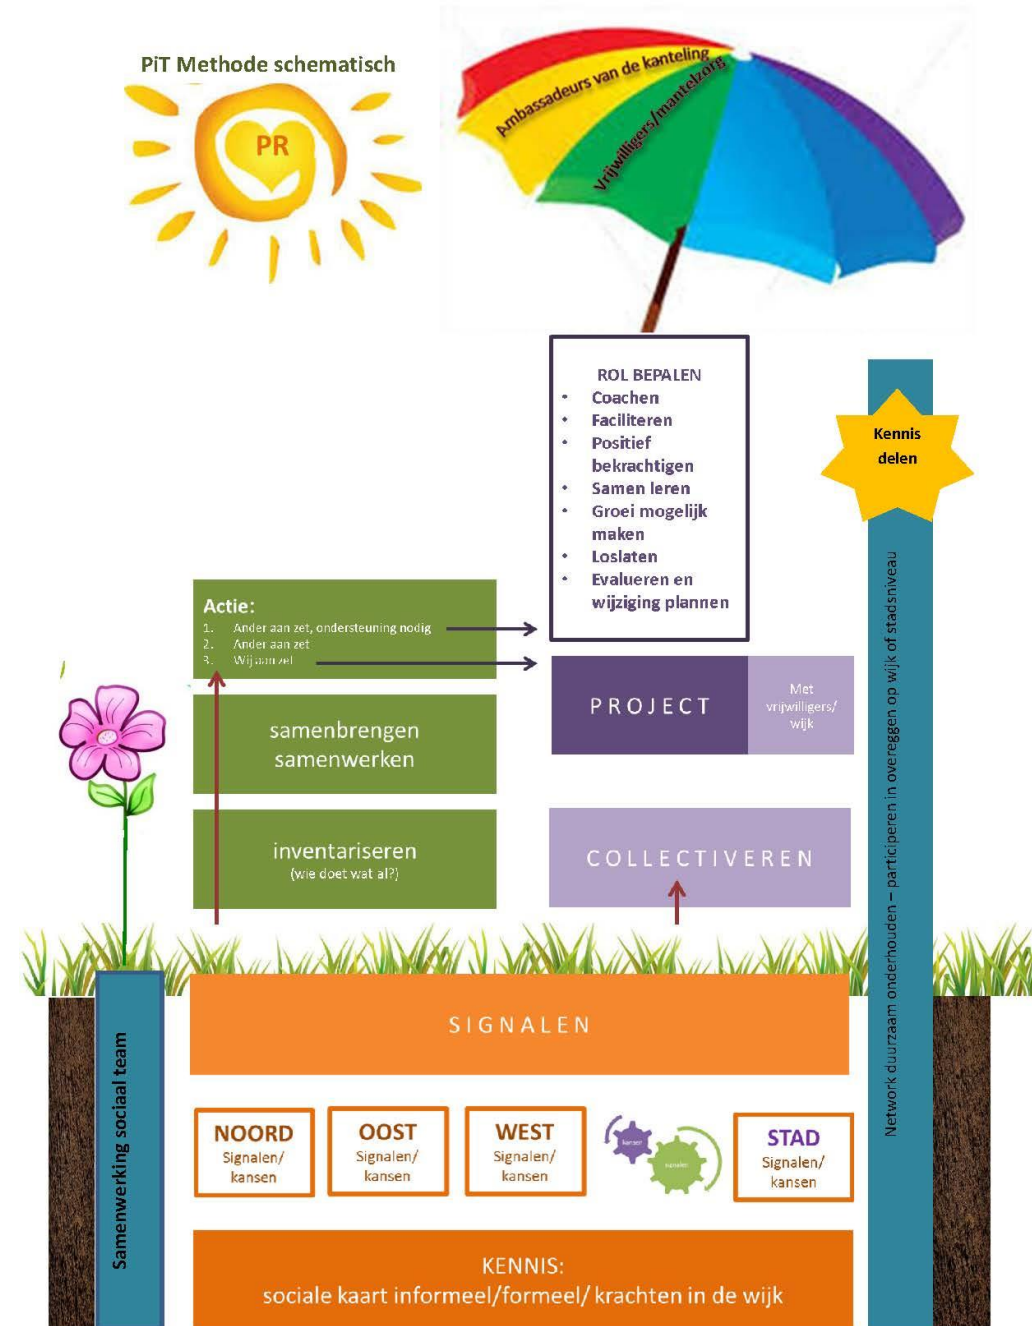 PiT Methode schematisch
PR
Ambassadeurs van de kanteling
Vrijwilligers/mantelzorg
ROL BEPALEN
• Coachen
• Faciliteren
• Positief
bekrachtigen
• Samen leren
• Groei mogelijk
maken
• Loslaten
• Evalueren en
wijziging plannen
Kennis
delen
Actie:
1. Ander aan zet, ondersteuning nodig
2. Ander aan zet
3. Wij aan zet
samenbrengen
samenwerken
inventariseren
(wie doet wat al?)
PROJECT
Met
vrijwilligers/
wijk
COLLECTIVEREN
Network duurzaam onderhouden – participeren in overeggen op wijk of stadsniveau
Samenwerking sociaal team
SIGNALEN
NOORD
Signalen/
kansen
OOST
Signalen/
kansen
WEST
Signalen/
kansen
kansen
signalen
STAD
Signalen/
kansen
KENNIS:
sociale kaart informeel/formeel/ krachten in de wijk